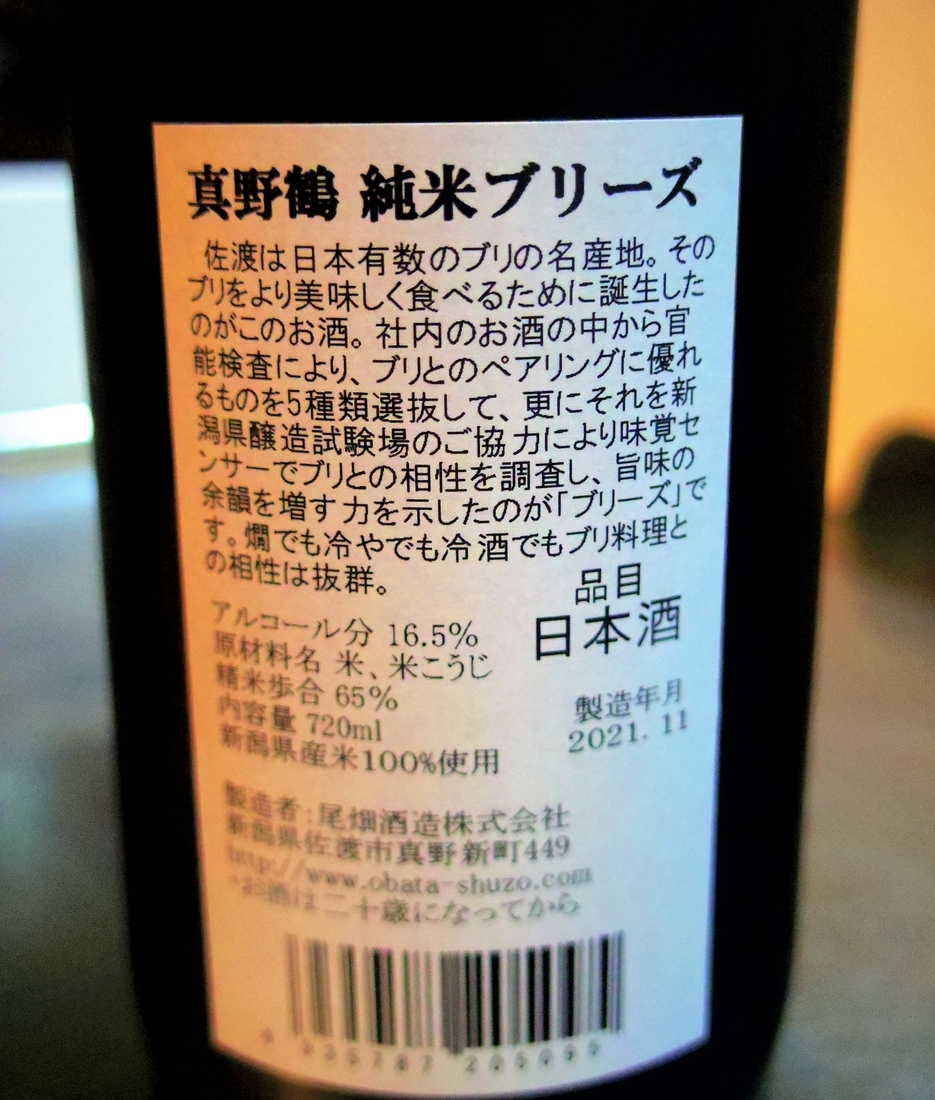 真野鶴 純米ブリーズ
佐渡は日本有数のブリの名産地。その
ブリをより美味しく食べるために誕生した
のがこのお酒。社内のお酒の中から官
能検査により、ブリとのペアリングに優れ
るものを5種類選抜して、更にそれを新
潟県醸造試験場のご協力により味覚セ
ンサーでブリとの相性を調査し、旨味の
余韻を増す力を示したのが「ブリーズ」で
す。燗でも冷やでも冷酒でもブリ料理と
の相性は抜群。
品目
日本酒
アルコール分 16.5%
原材料名 米、米こうじ
精米歩合 65%
内容量 720ml
新潟県産米100%使用
製造年月
2021. 11
製造者:尾畑酒造株式会社
新潟県佐渡市真野新町449
http://www.obata-shuzo.com
お酒は二十歳になってから